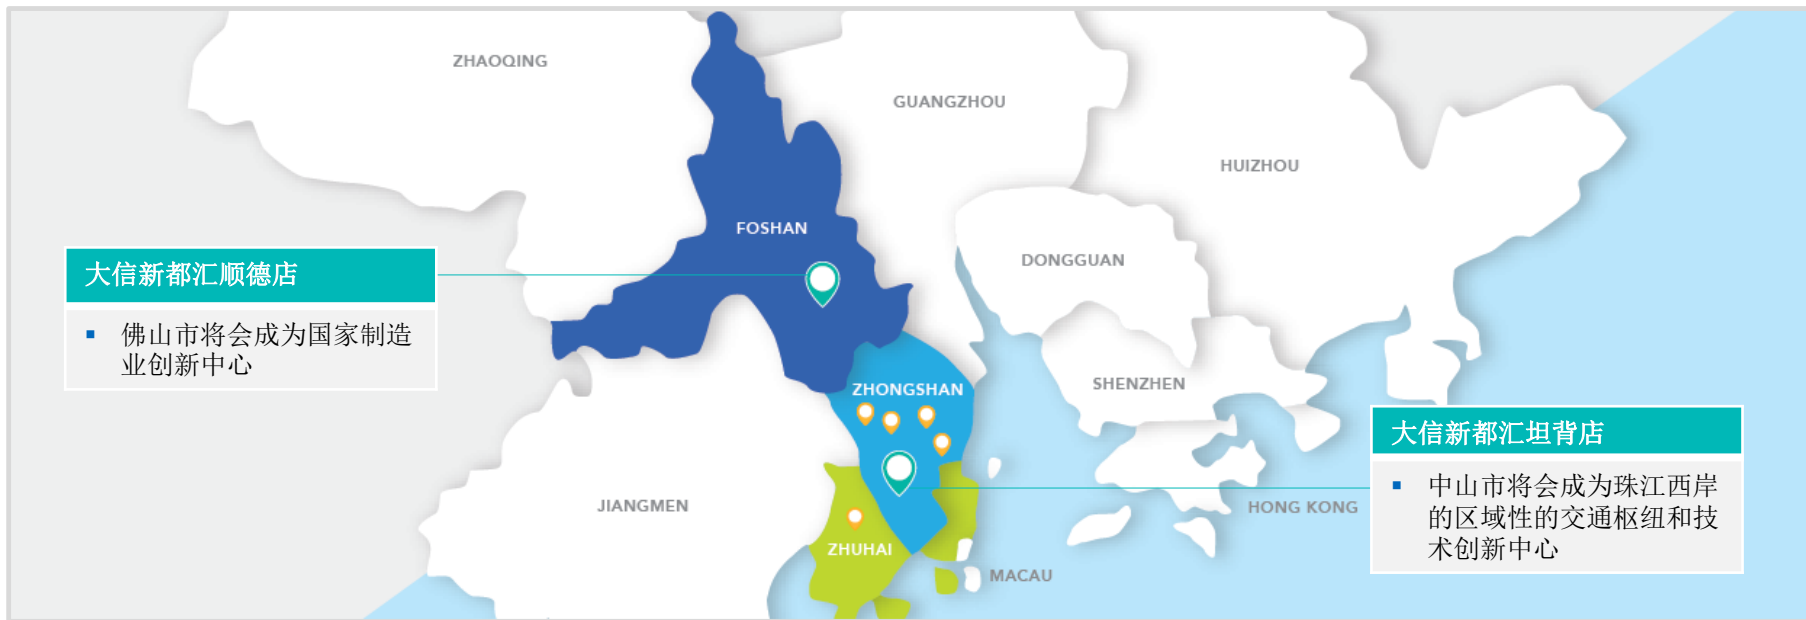 ZHAOQING
GUANGZHOU
HUIZHOU
FOSHAN
DONGGUAN
大信新都汇顺德店
▪ 佛山市将会成为国家制造
业创新中心
SHENZHEN
ZHONGSHAN
大信新都汇坦背店
▪ 中山市将会成为珠江西岸
的区域性的交通枢纽和技
术创新中心
JIANGMEN
HONG KONG
ZHUHAI
MACAU